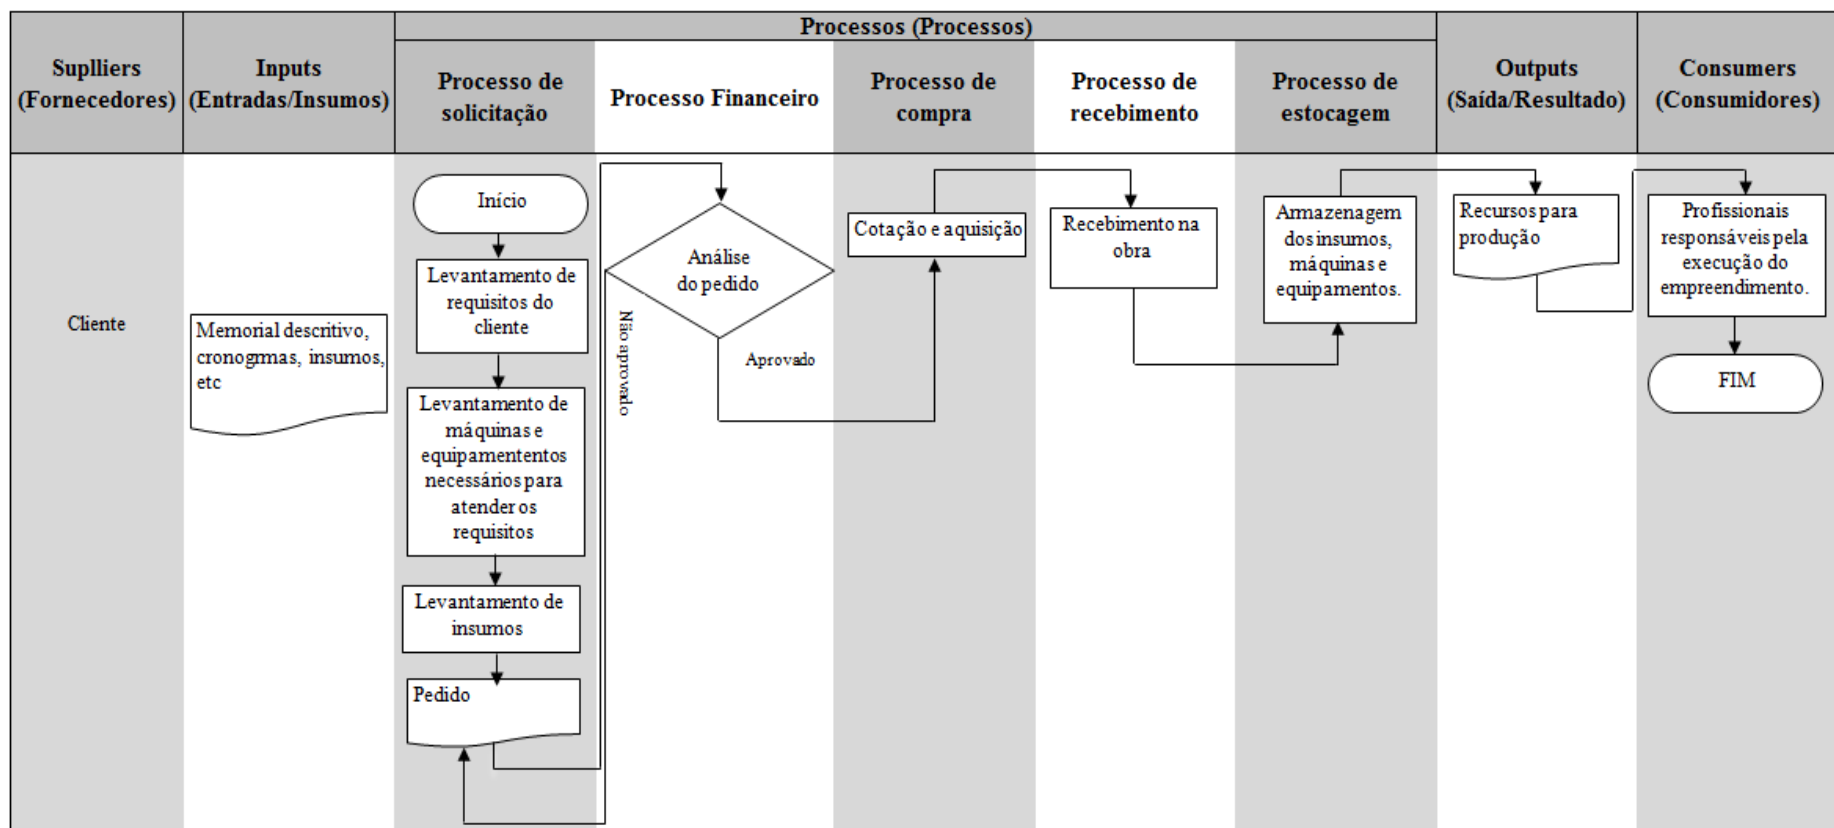 Processos (Processos)
Suplliers
(Fornecedores)
Inputs
(Entradas/Insumos)
Processo de
solicitação
Processo Financeiro
Processo de
compra
Processo de
recebimento
Processo de
estocagem
Outputs
(Saída/Resultado)
Consumers
(Consumidores)
Cliente
Memorial descritivo,
cronogrmas, insumos,
etc
Início
Levantamento de
requisitos do
cliente
Levantamento de
máquinas e
equipamententos
necessários para
atender os
requisitos
Levantamento de
insumos
Pedido
Análise
do pedido
Não aprovado
Aprovado
Cotação e aquisição
Recebimento na
obra
Armazenagem
dos insumos,
máquinas e
equipamentos.
Recursos para
produção
Profissionais
responsáveis pela
execução do
empreendimento.
FIM